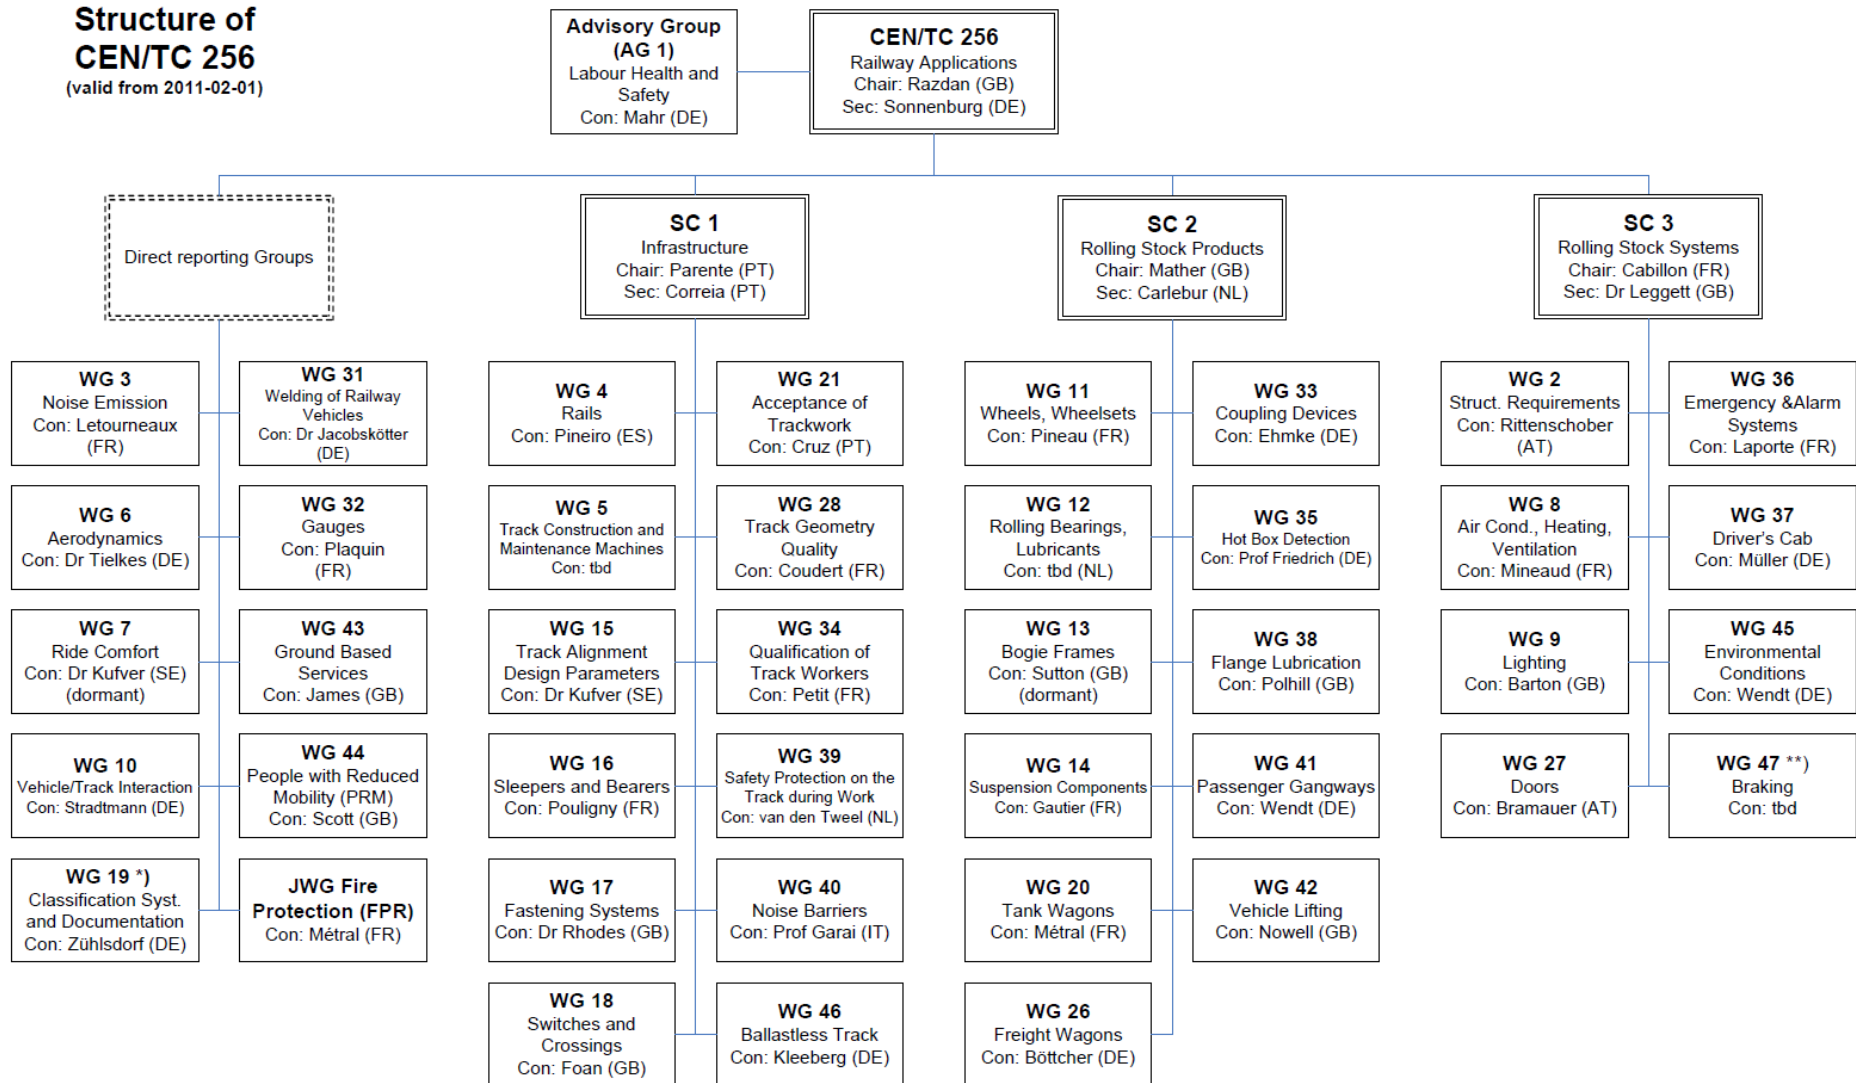 Structure of
CEN/TC 256
(valid from 2011-02-01)
Advisory Group
(AG 1)
Labour Health and
Safety
Con: Mahr (DE)
CEN/TC 256
Railway Applications
Chair: Razdan (GB)
Sec: Sonnenburg (DE)
Direct reporting Groups
SC 1
Infrastructure
Chair: Parente (PT)
Sec: Correia (PT)
SC 2
Rolling Stock Products
Chair: Mather (GB)
Sec: Carlebur (NL)
SC 3
Rolling Stock Systems
Chair: Cabillon (FR)
Sec: Dr Leggett (GB)
WG 3
Noise Emission
Con: Letourneaux
(FR)
WG 31
Welding of Railway
Vehicles
Con: Dr Jacobskötter
(DE)
WG 6
Aerodynamics
Con: Dr Tielkes (DE)
WG 32
Gauges
Con: Plaquin
(FR)
WG 7
Ride Comfort
Con: Dr Kufver (SE)
(dormant)
WG 43
Ground Based
Services
Con: James (GB)
WG 10
Vehicle/Track Interaction
Con: Stradtmann (DE)
WG 44
People with Reduced
Mobility (PRM)
Con: Scott (GB)
WG 19 *)
Classification Syst.
and Documentation
Con: Zühlsdorf (DE)
JWG Fire
Protection (FPR)
Con: Métral (FR)
WG 4
Rails
Con: Pineiro (ES)
WG 21
Acceptance of
Trackwork
Con: Cruz (PT)
WG 5
Track Construction and
Maintenance Machines
Con: tbd
WG 28
Track Geometry
Quality
Con: Coudert (FR)
WG 15
Track Alignment
Design Parameters
Con: Dr Kufver (SE)
WG 34
Qualification of
Track Workers
Con: Petit (FR)
WG 16
Sleepers and Bearers
Con: Pouligny (FR)
WG 39
Safety Protection on the
Track during Work
Con: van den Tweel (NL)
WG 17
Fastening Systems
Con: Dr Rhodes (GB)
WG 40
Noise Barriers
Con: Prof Garai (IT)
WG 18
Switches and
Crossings
Con: Foan (GB)
WG 46
Ballastless Track
Con: Kleeberg (DE)
WG 11
Wheels, Wheelsets
Con: Pineau (FR)
WG 33
Coupling Devices
Con: Ehmke (DE)
WG 12
Rolling Bearings,
Lubricants
Con: tbd (NL)
WG 35
Hot Box Detection
Con: Prof Friedrich (DE)
WG 13
Bogie Frames
Con: Sutton (GB)
(dormant)
WG 38
Flange Lubrication
Con: Polhill (GB)
WG 14
Suspension Components
Con: Gautier (FR)
WG 41
Passenger Gangways
Con: Wendt (DE)
WG 20
Tank Wagons
Con: Métral (FR)
WG 42
Vehicle Lifting
Con: Nowell (GB)
WG 26
Freight Wagons
Con: Böttcher (DE)
WG 2
Struct. Requirements
Con: Rittenschober
(AT)
WG 36
Emergency &Alarm
Systems
Con: Laporte (FR)
WG 8
Air Cond., Heating,
Ventilation
Con: Mineaud (FR)
WG 37
Driver's Cab
Con: Müller (DE)
WG 9
Lighting
Con: Barton (GB)
WG 45
Environmental
Conditions
Con: Wendt (DE)
WG 27
Doors
Con: Bramauer (AT)
WG 47 **)
Braking
Con: tbd